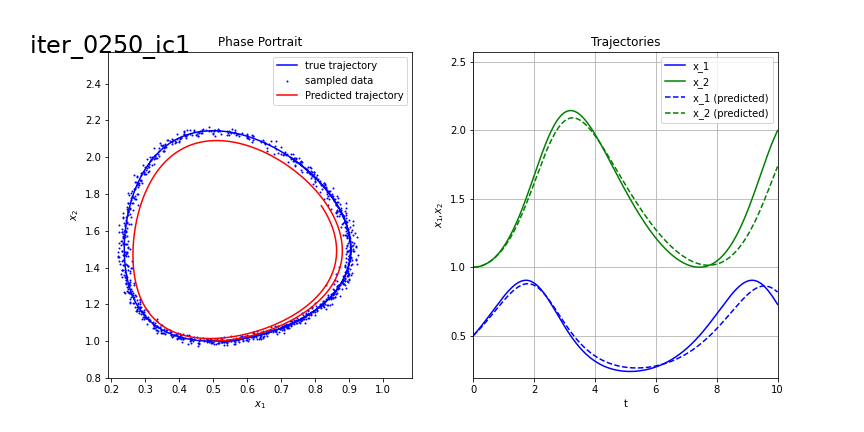 iter_0250_ic1
Phase Portrait
true trajectory
sampled data
Predicted trajectory
2.4
2.2
2.0
1.8
1.6
1.4
1.2
1.0
0.8
x₂
0.2 0.3 0.4 0.5 0.6 0.7 0.8 0.9 1.0
x₁
Trajectories
x_1
x_2
x_1 (predicted)
x_2 (predicted)
2.5
2.0
1.5
1.0
0.5
x₁,x₂
0 2 4 6 8 10
t